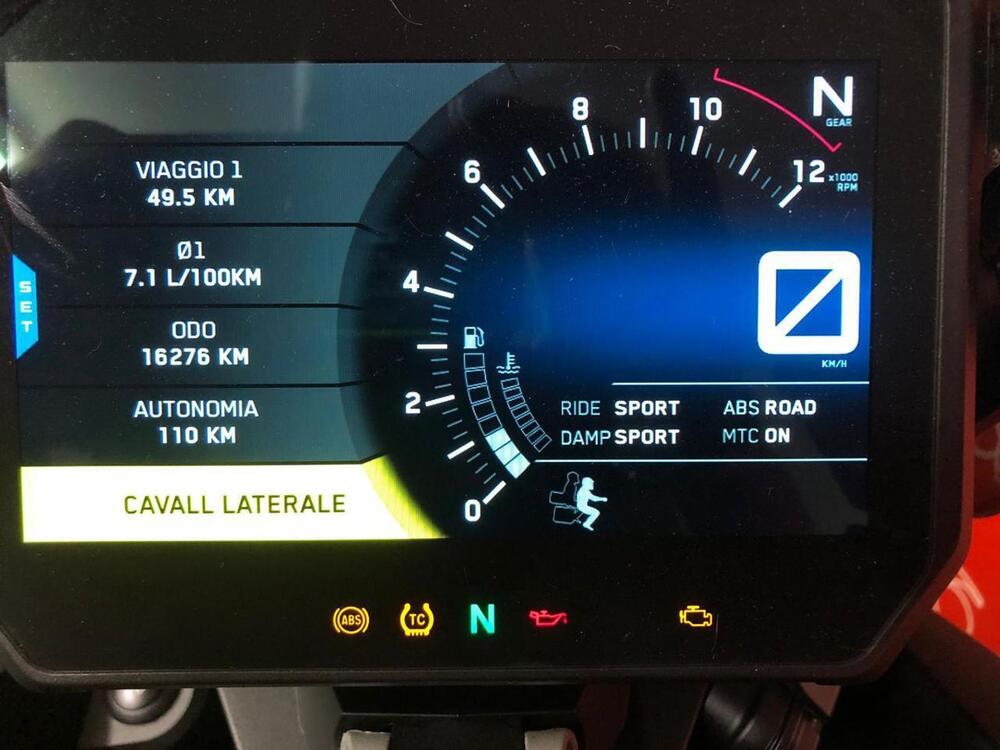 VIAGGIO 1
49.5 KM
Ø1
7.1 L/100KM
ODO
16276 KM
AUTONOMIA
110 KM
CAVALL LATERALE
SET
0
2
4
6
8
10
12 x1000
RPM
N
GEAR
0
KM/H
RIDE SPORT ABS ROAD
DAMP SPORT MTC ON
ABS TC N